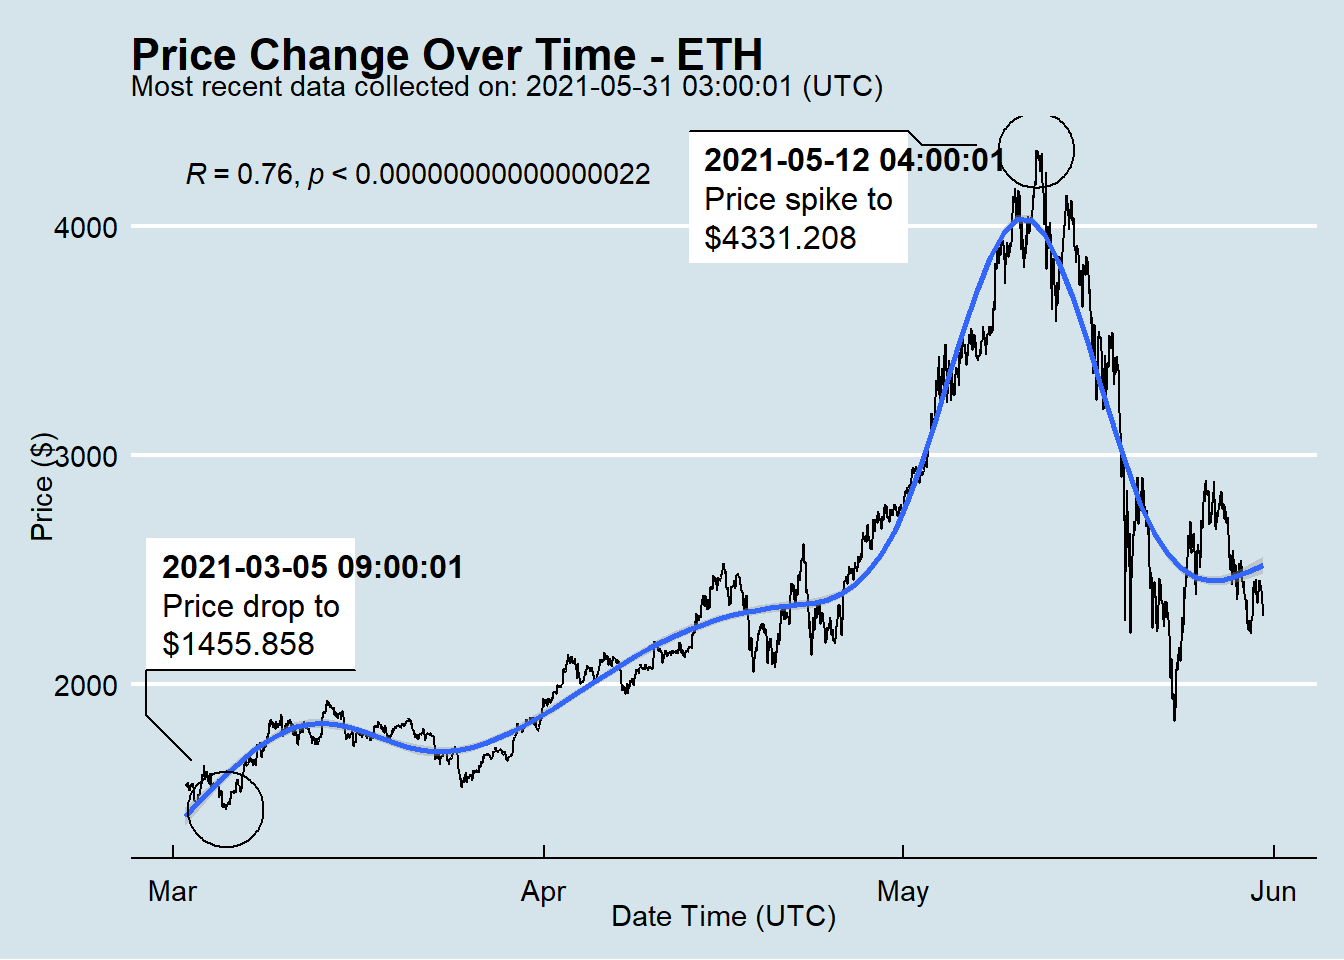 Price Change Over Time - ETH
Most recent data collected on: 2021-05-31 03:00:01 (UTC)
R = 0.76, p < 0.00000000000000022
2021-05-12 04:00:01
Price spike to
$4331.208
4000
3000
2000
Price ($)
2021-03-05 09:00:01
Price drop to
$1455.858
Mar
Apr
May
Jun
Date Time (UTC)